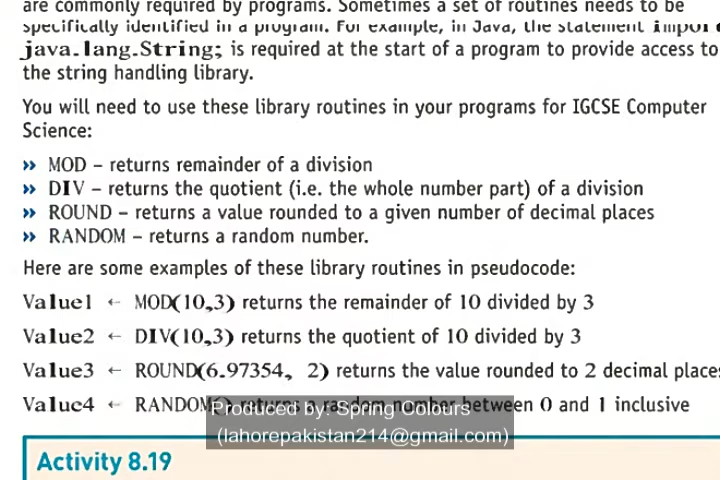 are commonly required by programs. Sometimes a set of routines needs to be
specifically identified in a program. For example, in Java, the statement import
java.lang.String; is required at the start of a program to provide access to
the string handling library.
You will need to use these library routines in your programs for IGCSE Computer
Science:
» MOD – returns remainder of a division
» DIV – returns the quotient (i.e. the whole number part) of a division
» ROUND – returns a value rounded to a given number of decimal places
» RANDOM – returns a random number.
Here are some examples of these library routines in pseudocode:
Value1 ← MOD(10,3) returns the remainder of 10 divided by 3
Value2 ← DIV(10,3) returns the quotient of 10 divided by 3
Value3 ← ROUND(6.97354, 2) returns the value rounded to 2 decimal places
Value4 ← RANDOM() returns a random number between 0 and 1 inclusive
Produced by: Spring Colours
(lahorepakistan214@gmail.com)
Activity 8.19